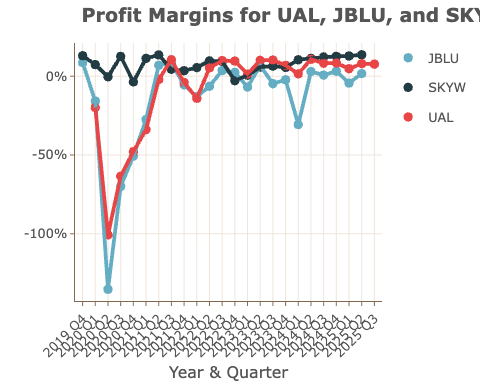 Profit Margins for UAL, JBLU, and SKY
JBLU
SKYW
UAL
0%
-50%
-100%
2019 Q4
2020 Q1
2020 Q2
2020 Q3
2020 Q4
2021 Q1
2021 Q2
2021 Q3
2021 Q4
2022 Q1
2022 Q2
2022 Q3
2022 Q4
2023 Q1
2023 Q2
2023 Q3
2023 Q4
2024 Q1
2024 Q2
2024 Q3
2024 Q4
2025 Q1
2025 Q2
2025 Q3
Year & Quarter